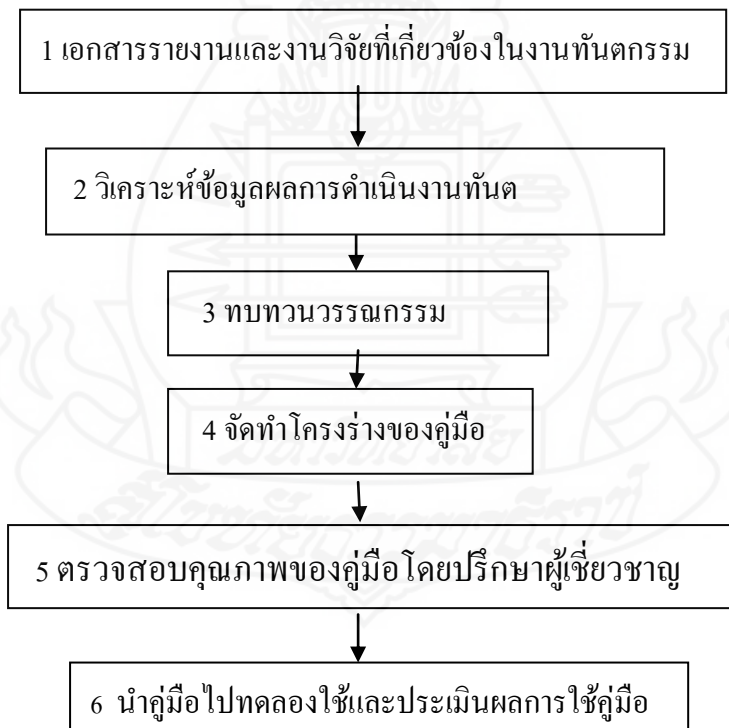 1 เอกสารรายงานและงานวิจัยที่เกี่ยวข้องในงานทันตกรรม
2 วิเคราะห์ข้อมูลผลการดำเนินงานทันต
3 ทบทวนวรรณกรรม
4 จัดทำโครงร่างของคู่มือ
5 ตรวจสอบคุณภาพของคู่มือโดยปรึกษาผู้เชี่ยวชาญ
6 นำคู่มือไปทดลองใช้และประเมินผลการใช้คู่มือ